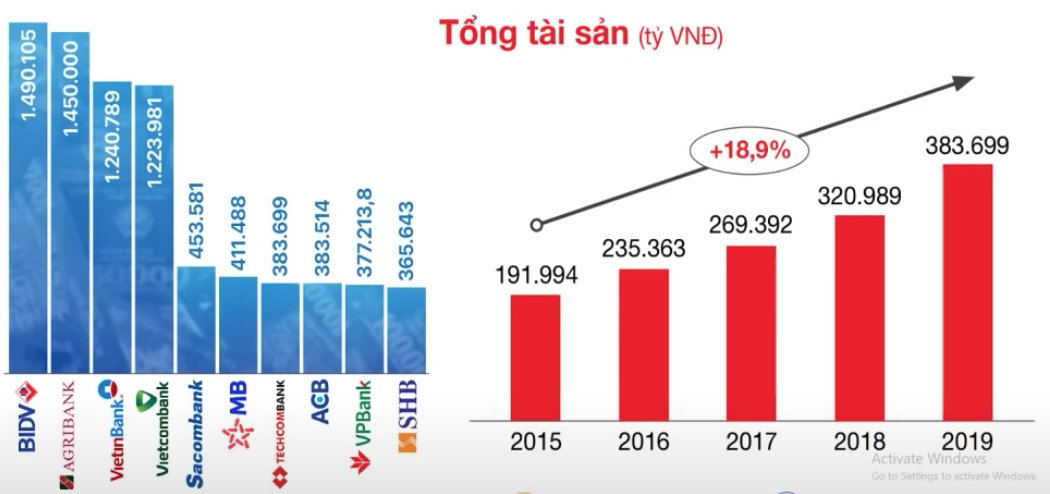 1.490.105
1.450.000
1.240.789
1.223.981
453.581
411.488
383.699
383.514
377.213,8
365.643
BIDV
AGRIBANK
VietinBank
Vietcombank
Sacombank
MB
TECHCOMBANK
ACB
VPBank
SHB
Tổng tài sản (tỷ VNĐ)
+18,9%
191.994
235.363
269.392
320.989
383.699
2015
2016
2017
2018
2019
Activate Windows
Go to Settings to activate Windows.